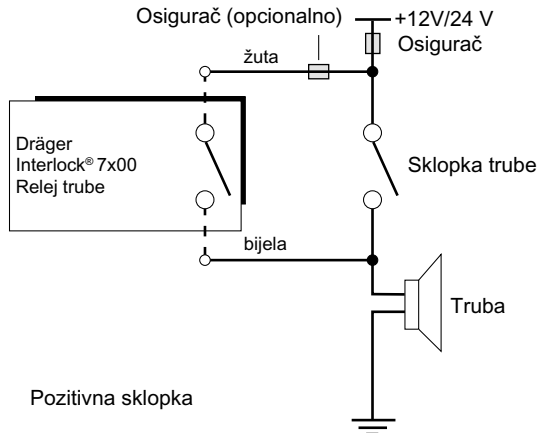 Osigurač (opcionalno)
+12V/24 V
Osigurač
žuta
Dräger
Interlock® 7x00
Relej trube
Sklopka trube
bijela
Truba
Pozitivna sklopka